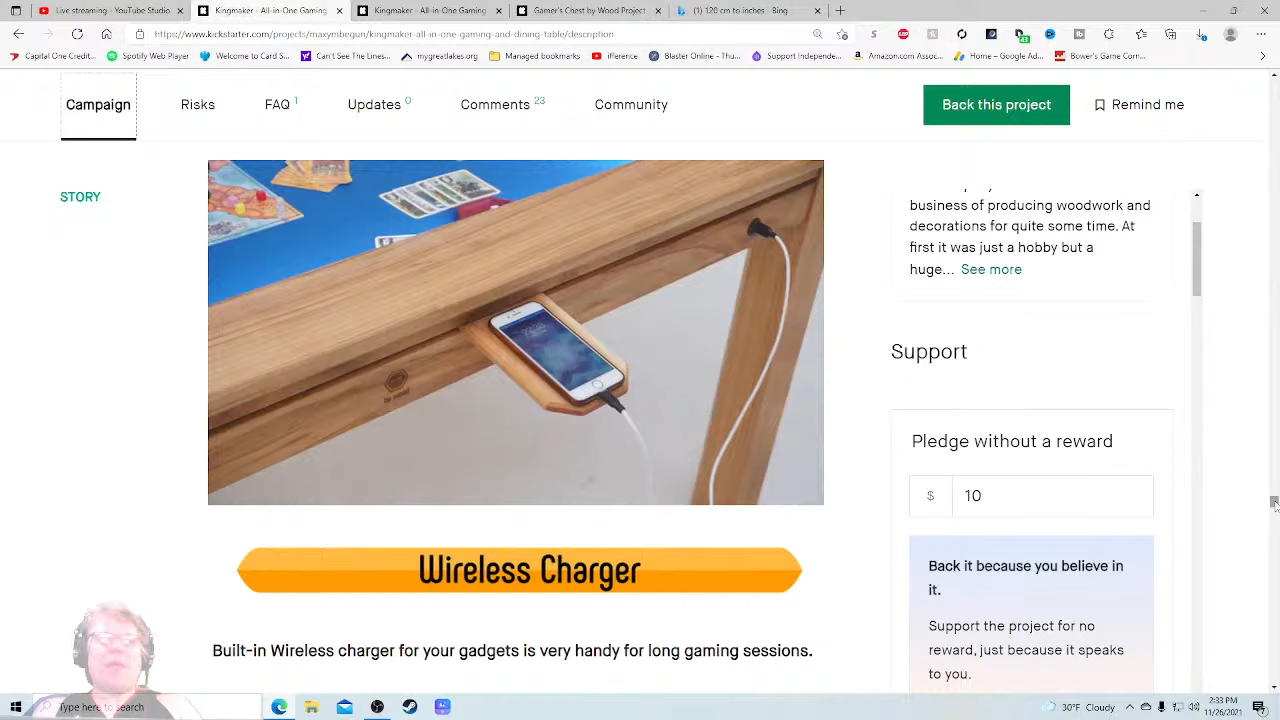 Live streaming - YouTube Studio
Kingmaker - All-in-One Gaming
Kingmaker - All-in-One Gaming
Gamer's Chest by Wood Project
(1) 120 cm to inches - Bing
https://www.kickstarter.com/projects/maxymbegun/kingmaker-all-in-one-gaming-and-dining-table/description
Capital Credit Card...
Spotify Web Player
Welcome Card S...
Can't See The Lines...
mygreatlakes.org
Managed bookmarks
ifference
Blaster Online - Thu...
Support Independe...
Amazon.com Assoc...
Home - Google Ad...
Bower's Game Corn...
Campaign
Risks
FAQ 1
Updates 0
Comments 23
Community
Back this project
Remind me
STORY
business of producing woodwork and
decorations for quite some time. At
first it was just a hobby but a
huge... See more
Support
Pledge without a reward
$ 10
Back it because you believe in
it.
Support the project for no
reward, just because it speaks
to you.
Wireless Charger
Built-in Wireless charger for your gadgets is very handy for long gaming sessions.
Type here to search
30°F Cloudy
2:33 PM
11/26/2021